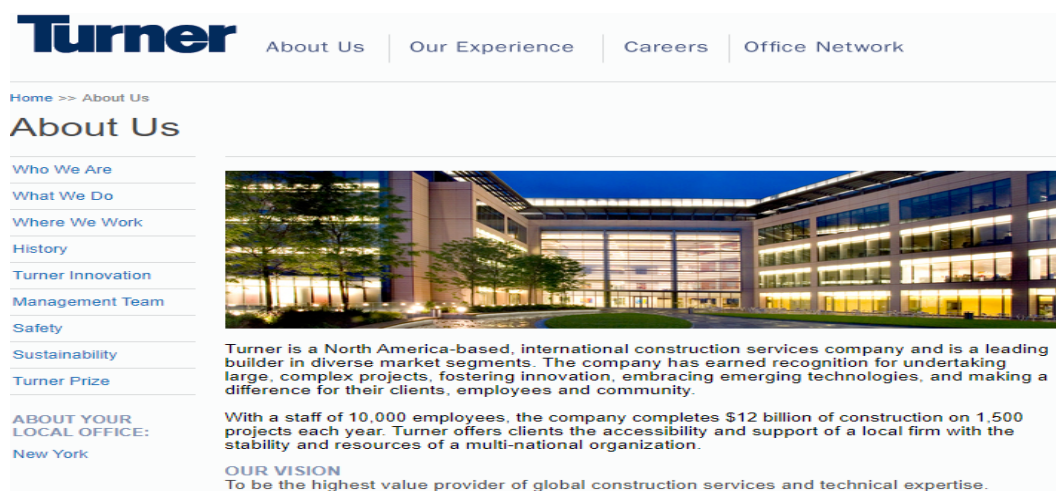 Turner
About Us
Our Experience
Careers
Office Network
Home >> About Us
About Us
Who We Are
What We Do
Where We Work
History
Turner Innovation
Management Team
Safety
Sustainability
Turner Prize
ABOUT YOUR
LOCAL OFFICE:
New York
Turner is a North America-based, international construction services company and is a leading
builder in diverse market segments. The company has earned recognition for undertaking
large, complex projects, fostering innovation, embracing emerging technologies, and making a
difference for their clients, employees and community.
With a staff of 10,000 employees, the company completes $12 billion of construction on 1,500
projects each year. Turner offers clients the accessibility and support of a local firm with the
stability and resources of a multi-national organization.
OUR VISION
To be the highest value provider of global construction services and technical expertise.